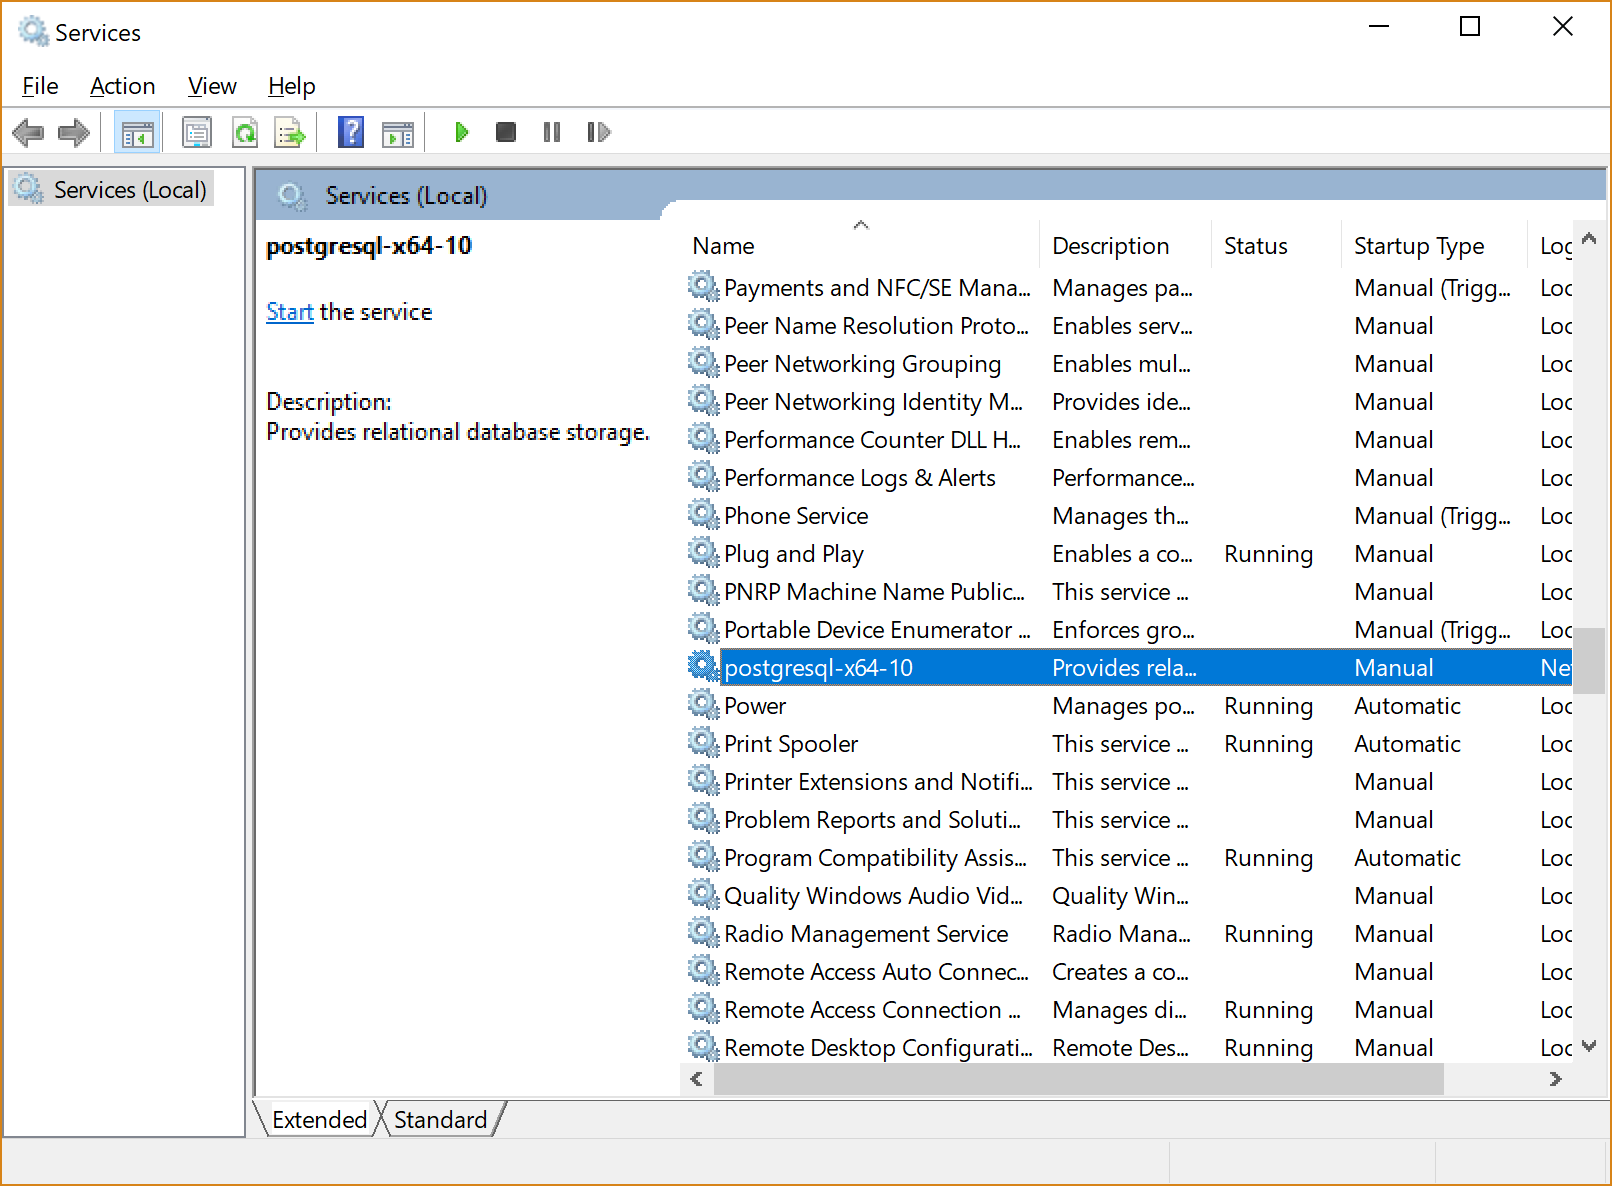 Services
File Action View Help
Services (Local)
Services (Local)
postgresql-x64-10
Start the service
Description:
Provides relational database storage.
Name Description Status Startup Type Log
Payments and NFC/SE Mana... Manages pa... Manual (Trigg... Loc
Peer Name Resolution Proto... Enables serv... Manual Loc
Peer Networking Grouping Enables mul... Manual Loc
Peer Networking Identity M... Provides ide... Manual Loc
Performance Counter DLL H... Enables rem... Manual Loc
Performance Logs & Alerts Performance... Manual Loc
Phone Service Manages th... Manual (Trigg... Loc
Plug and Play Enables a co... Running Manual Loc
PNRP Machine Name Public... This service ... Manual Loc
Portable Device Enumerator ... Enforces gro... Manual (Trigg... Loc
postgresql-x64-10 Provides rela... Manual Net
Power Manages po... Running Automatic Loc
Print Spooler This service ... Running Automatic Loc
Printer Extensions and Notifi... This service ... Manual Loc
Problem Reports and Soluti... This service ... Manual Loc
Program Compatibility Assis... This service ... Running Automatic Loc
Quality Windows Audio Vid... Quality Win... Manual Loc
Radio Management Service Radio Mana... Running Manual Loc
Remote Access Auto Connec... Creates a co... Manual Loc
Remote Access Connection ... Manages di... Running Manual Loc
Remote Desktop Configurati... Remote Des... Running Manual Loc
Extended Standard